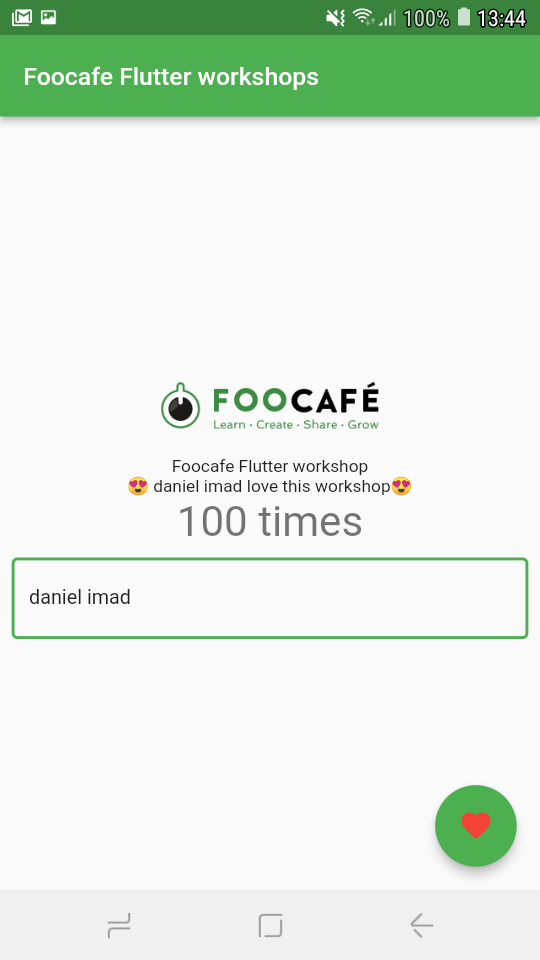 100% 13:44
Foocafe Flutter workshops
FOOCAFÉ
Learn · Create · Share · Grow
Foocafe Flutter workshop
😍 daniel imad love this workshop😍
100 times
daniel imad